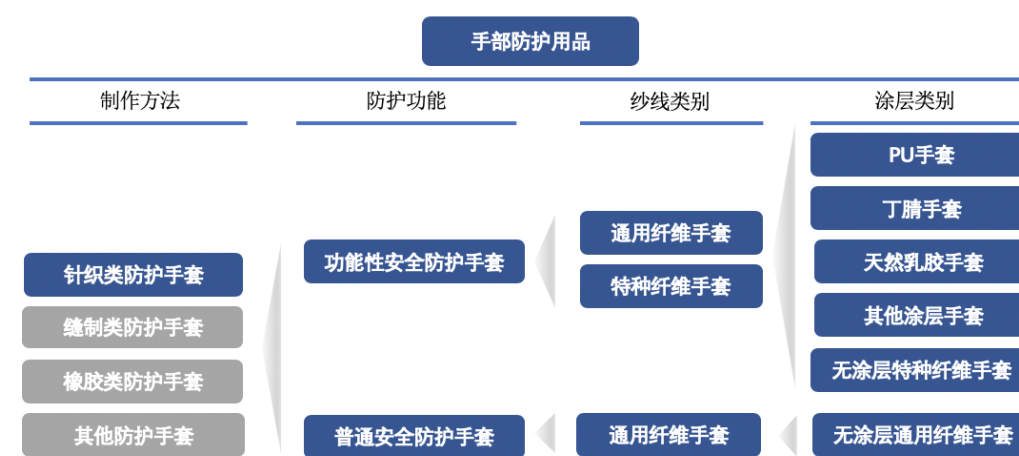 手部防护用品
制作方法
防护功能
纱线类别
涂层类别
PU手套
丁腈手套
通用纤维手套
功能性安全防护手套
天然乳胶手套
针织类防护手套
特种纤维手套
其他涂层手套
缝制类防护手套
无涂层特种纤维手套
橡胶类防护手套
其他防护手套
普通安全防护手套
通用纤维手套
无涂层通用纤维手套